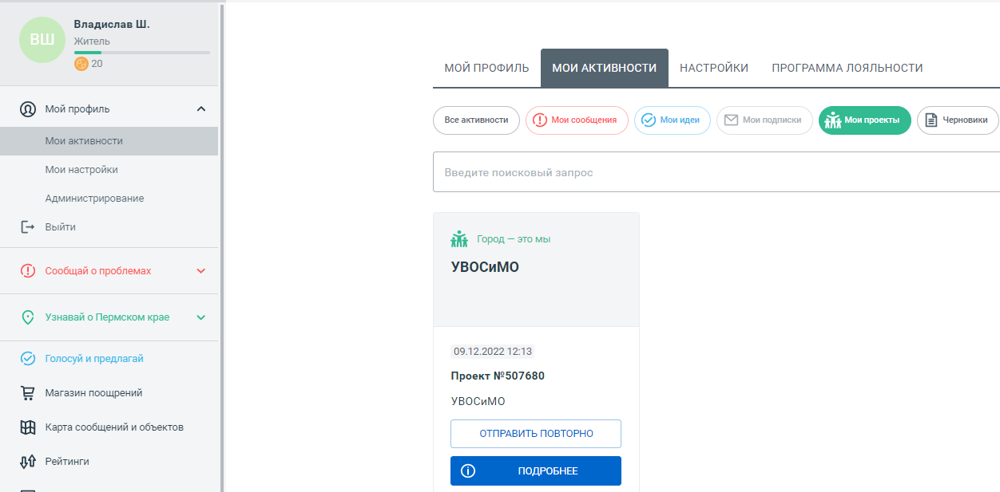 ВШ
Владислав Ш.
Житель
20
Мой профиль
Мои активности
Мои настройки
Администрирование
Выйти
Сообщай о проблемах
Узнавай о Пермском крае
Голосуй и предлагай
Магазин поощрений
Карта сообщений и объектов
Рейтинги
МОЙ ПРОФИЛЬ МОИ АКТИВНОСТИ НАСТРОЙКИ ПРОГРАММА ЛОЯЛЬНОСТИ
Все активности Мои сообщения Мои идеи Мои подписки Мои проекты Черновики
Введите поисковый запрос
Город — это мы
УВОСиМО
09.12.2022 12:13
Проект №507680
УВОСиМО
ОТПРАВИТЬ ПОВТОРНО
ПОДРОБНЕЕ